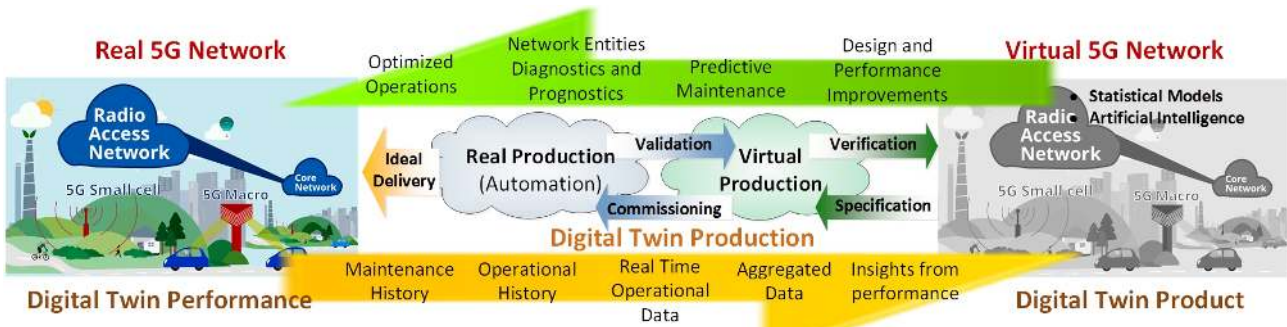 Real 5G Network
Optimized
Operations
Network Entities
Diagnostics and
Prognostics
Predictive
Maintenance
Design and
Performance
Improvements
Virtual 5G Network
Radio
Access
Network
Core
Network
5G Small cell
5G Macro
Ideal
Delivery
Real Production
(Automation)
Validation
Commissioning
Virtual
Production
Verification
Specification
• Statistical Models
• Artificial Intelligence
Radio
Access
Network
Core
Network
5G Small cell
5G Macro
Digital Twin Production
Digital Twin Performance
Maintenance
History
Operational
History
Real Time
Operational
Data
Aggregated
Data
Insights from
performance
Digital Twin Product